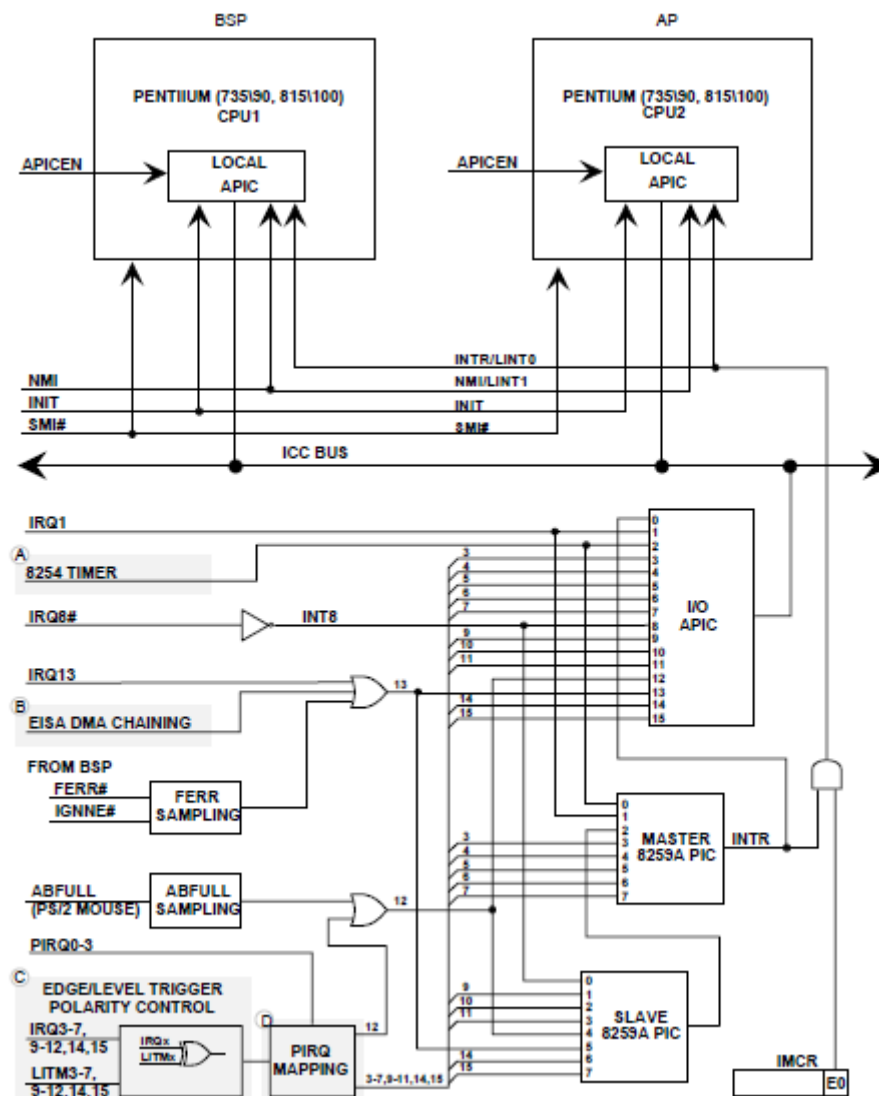 BSP
AP
PENTIIUM (735\90, 815\100)
CPU1
PENTIUM (735\90, 815\100)
CPU2
APICEN
LOCAL
APIC
APICEN
LOCAL
APIC
INTR/LINT0
NMI
NMI/LINT1
INIT
INIT
SMI#
SMI#
ICC BUS
IRQ1
A
8254 TIMER
IRQ8#
INT8
IRQ13
13
B
EISA DMA CHAINING
3
4
5
6
7
9
10
11
14
15
0
1
2
3
4
5
6
7
8
9
10
11
12
13
14
15
I/O
APIC
FROM BSP
FERR#
IGNNE#
FERR
SAMPLING
3
4
5
6
7
0
1
2
3
4
5
6
7
MASTER
8259A PIC
INTR
ABFULL
(PS/2 MOUSE)
ABFULL
SAMPLING
12
PIRQ0-3
C
EDGE/LEVEL TRIGGER
POLARITY CONTROL
IRQ3-7,
9-12,14,15
LITM3-7,
9-12,14,15
IRQx
LITMx
D
PIRQ
MAPPING
12
3-7,9-11,14,15
9
10
11
14
15
0
1
2
3
4
5
6
7
SLAVE
8259A PIC
IMCR
E0